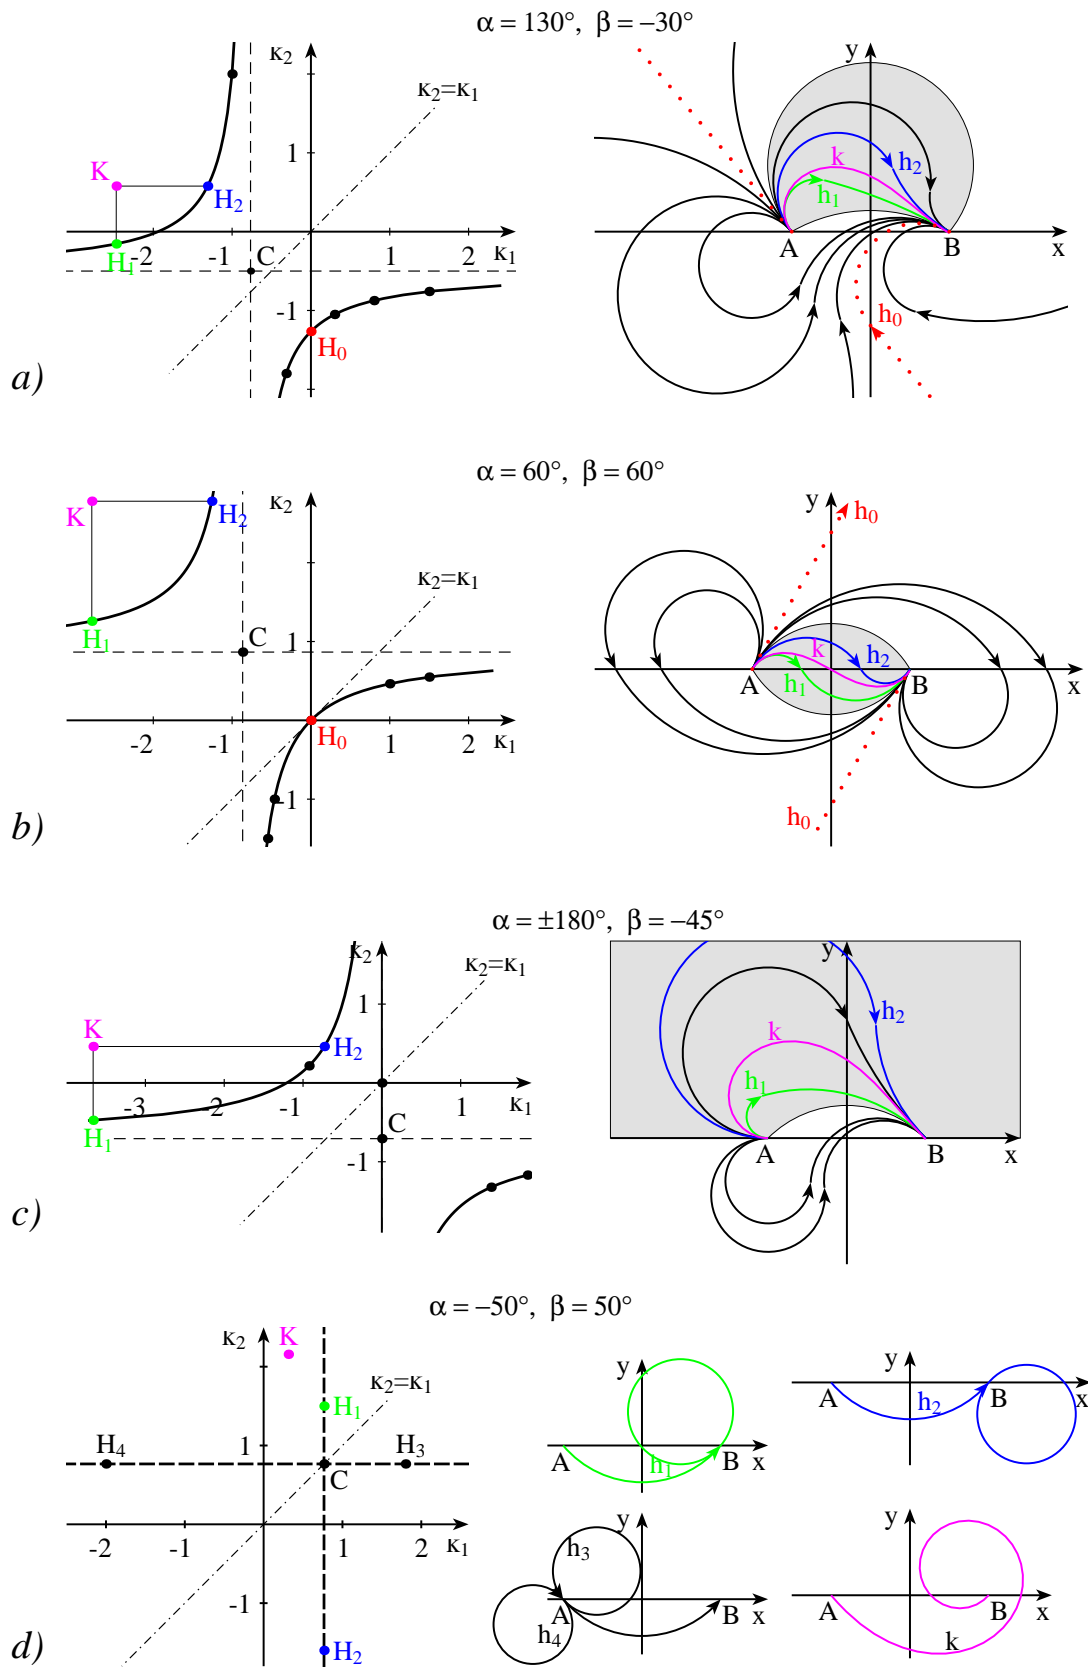 α = 130°, β = −30°
κ₂
κ₂=κ₁
1
K
H₂
H₁
-2
-1
C
1
2
κ₁
-1
H₀
y
k
h₂
h₁
A
B
x
h₀
a)
α = 60°, β = 60°
κ₂
K
H₂
κ₂=κ₁
H₁
1
C
-2
-1
H₀
1
2
κ₁
-1
y
h₀
k
h₂
A
h₁
B
x
h₀
b)
α = ±180°, β = −45°
κ₂
κ₂=κ₁
1
K
H₂
-3
-2
-1
1
κ₁
H₁
C
-1
y
h₂
k
h₁
A
B
x
c)
α = −50°, β = 50°
κ₂
K
κ₂=κ₁
H₁
H₄
1
H₃
C
-2
-1
1
2
κ₁
-1
H₂
y
A
h₁
B
x
y
A
h₂
B
x
y
h₃
A
h₄
B
x
y
A
B
x
k
d)